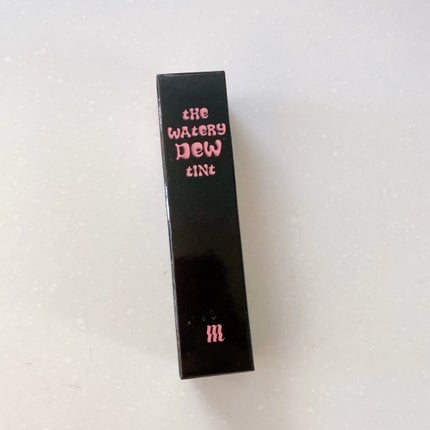 tHe
WAteRy
Dew
tINt
m